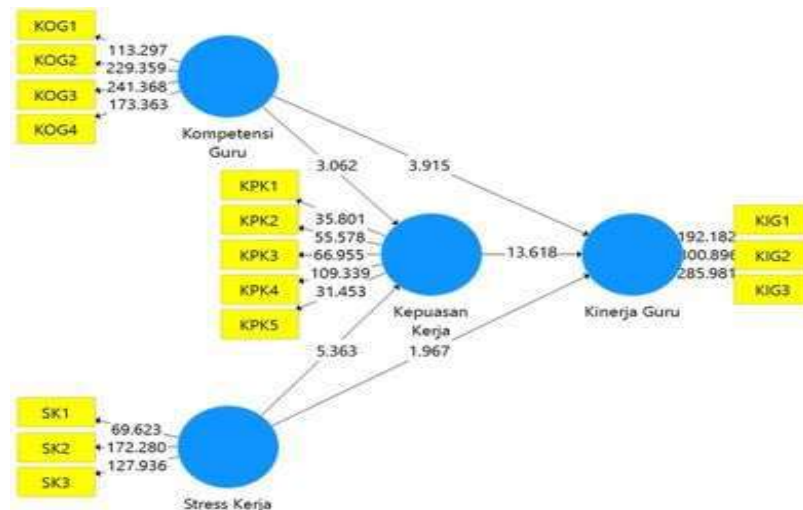 KOG1
113.297
KOG2
229.359
KOG3
241.368
KOG4
173.363
Kompetensi
Guru
3.062
3.915
KPK1
35.801
KPK2
55.578
KPK3
66.955
KPK4
109.339
KPK5
31.453
Kepuasan
Kerja
13.618
Kinerja Guru
192.182
KIG1
KIG2
285.981
KIG3
5.363
1.967
SK1
69.623
SK2
172.280
SK3
127.936
Stress Kerja